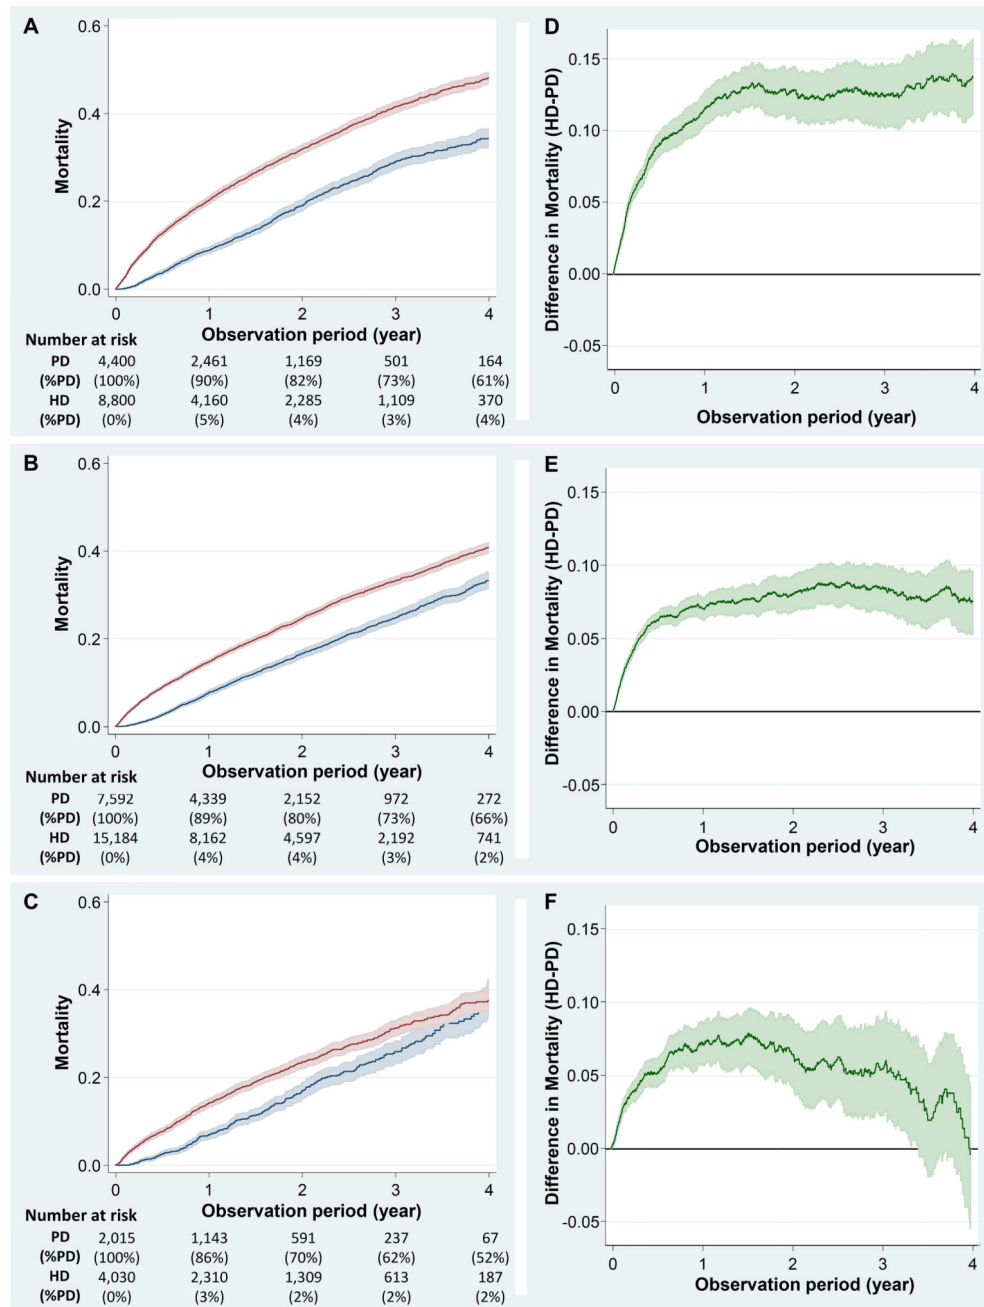 A
Mortality
0.6
0.4
0.2
0.0
0 1 2 3 4
Observation period (year)
Number at risk
PD 4,400 2,461 1,169 501 164
(%PD) (100%) (90%) (82%) (73%) (61%)
HD 8,800 4,160 2,285 1,109 370
(%PD) (0%) (5%) (4%) (3%) (4%)
D
Difference in Mortality (HD-PD)
0.15
0.10
0.05
0.00
-0.05
0 1 2 3 4
Observation period (year)
B
Mortality
0.6
0.4
0.2
0.0
0 1 2 3 4
Observation period (year)
Number at risk
PD 7,592 4,339 2,152 972 272
(%PD) (100%) (89%) (80%) (73%) (66%)
HD 15,184 8,162 4,597 2,192 741
(%PD) (0%) (4%) (4%) (3%) (2%)
E
Difference in Mortality (HD-PD)
0.15
0.10
0.05
0.00
-0.05
0 1 2 3 4
Observation period (year)
C
Mortality
0.6
0.4
0.2
0.0
0 1 2 3 4
Observation period (year)
Number at risk
PD 2,015 1,143 591 237 67
(%PD) (100%) (86%) (70%) (62%) (52%)
HD 4,030 2,310 1,309 613 187
(%PD) (0%) (3%) (2%) (2%) (2%)
F
Difference in Mortality (HD-PD)
0.15
0.10
0.05
0.00
-0.05
0 1 2 3 4
Observation period (year)